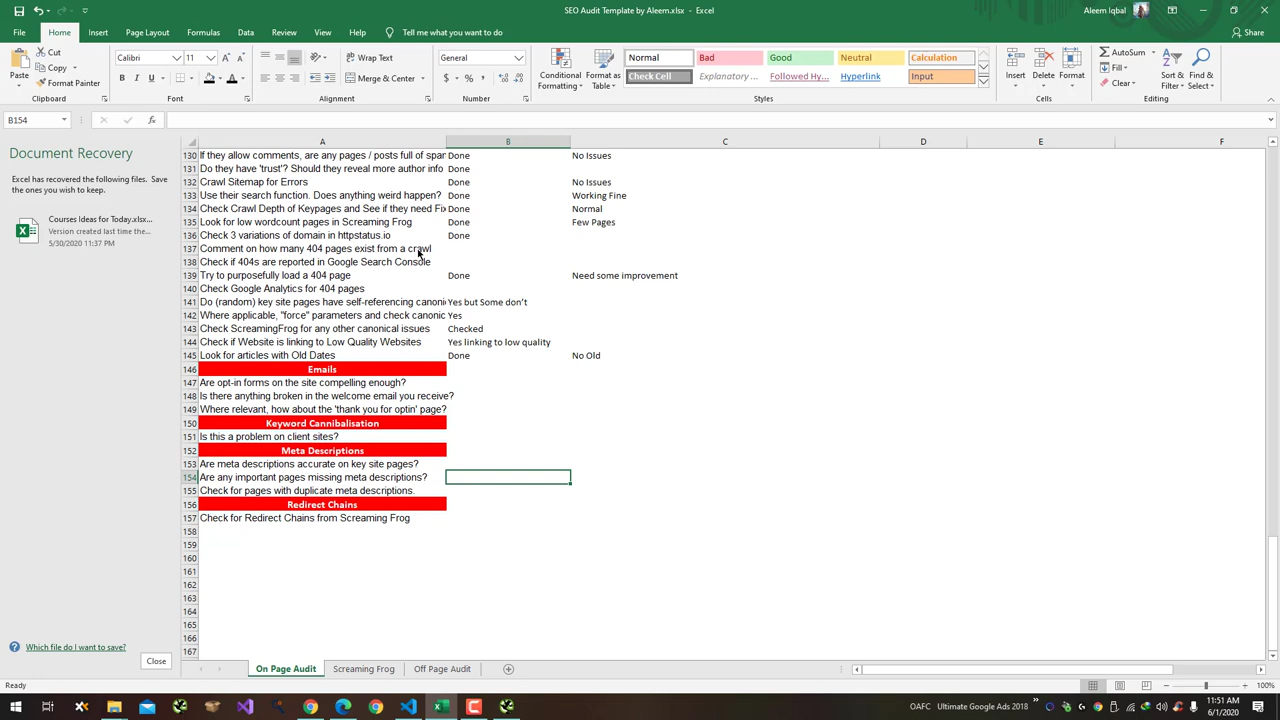 SEO Audit Template by Aleem.xlsx - Excel
Aleem Iqbal
File Home Insert Page Layout Formulas Data Review View Help Tell me what you want to do Share
Paste
Cut
Copy
Format Painter
Clipboard
Calibri 11
B I U
Font
Wrap Text
Merge & Center
Alignment
General
$ % ,
Number
Conditional Formatting
Format as Table
Normal Bad Good Neutral Calculation
Check Cell Explanatory ... Followed Hy... Hyperlink Input
Styles
Insert Delete Format
Cells
AutoSum
Fill
Clear
Sort & Filter
Find & Select
Editing
B154
fx
Document Recovery
Excel has recovered the following files. Save
the ones you wish to keep.
Courses Ideas for Today.xlsx...
Version created last time the...
5/30/2020 11:37 PM
Which file do I want to save?
Close
A B C D E F
130 If they allow comments, are any pages / posts full of spar Done No Issues
131 Do they have 'trust'? Should they reveal more author info Done
132 Crawl Sitemap for Errors Done No Issues
133 Use their search function. Does anything weird happen? Done Working Fine
134 Check Crawl Depth of Keypages and See if they need Fix Done Normal
135 Look for low wordcount pages in Screaming Frog Done Few Pages
136 Check 3 variations of domain in httpstatus.io Done
137 Comment on how many 404 pages exist from a crawl
138 Check if 404s are reported in Google Search Console
139 Try to purposefully load a 404 page Done Need some improvement
140 Check Google Analytics for 404 pages
141 Do (random) key site pages have self-referencing canoni Yes but Some don't
142 Where applicable, "force" parameters and check canonic Yes
143 Check ScreamingFrog for any other canonical issues Checked
144 Check if Website is linking to Low Quality Websites Yes linking to low quality
145 Look for articles with Old Dates Done No Old
146 Emails
147 Are opt-in forms on the site compelling enough?
148 Is there anything broken in the welcome email you receive?
149 Where relevant, how about the 'thank you for optin' page?
150 Keyword Cannibalisation
151 Is this a problem on client sites?
152 Meta Descriptions
153 Are meta descriptions accurate on key site pages?
154 Are any important pages missing meta descriptions?
155 Check for pages with duplicate meta descriptions.
156 Redirect Chains
157 Check for Redirect Chains from Screaming Frog
158
159
160
161
162
163
164
165
166
167
On Page Audit Screaming Frog Off Page Audit
Ready
100%
OAFC Ultimate Google Ads 2018
11:51 AM
6/1/2020